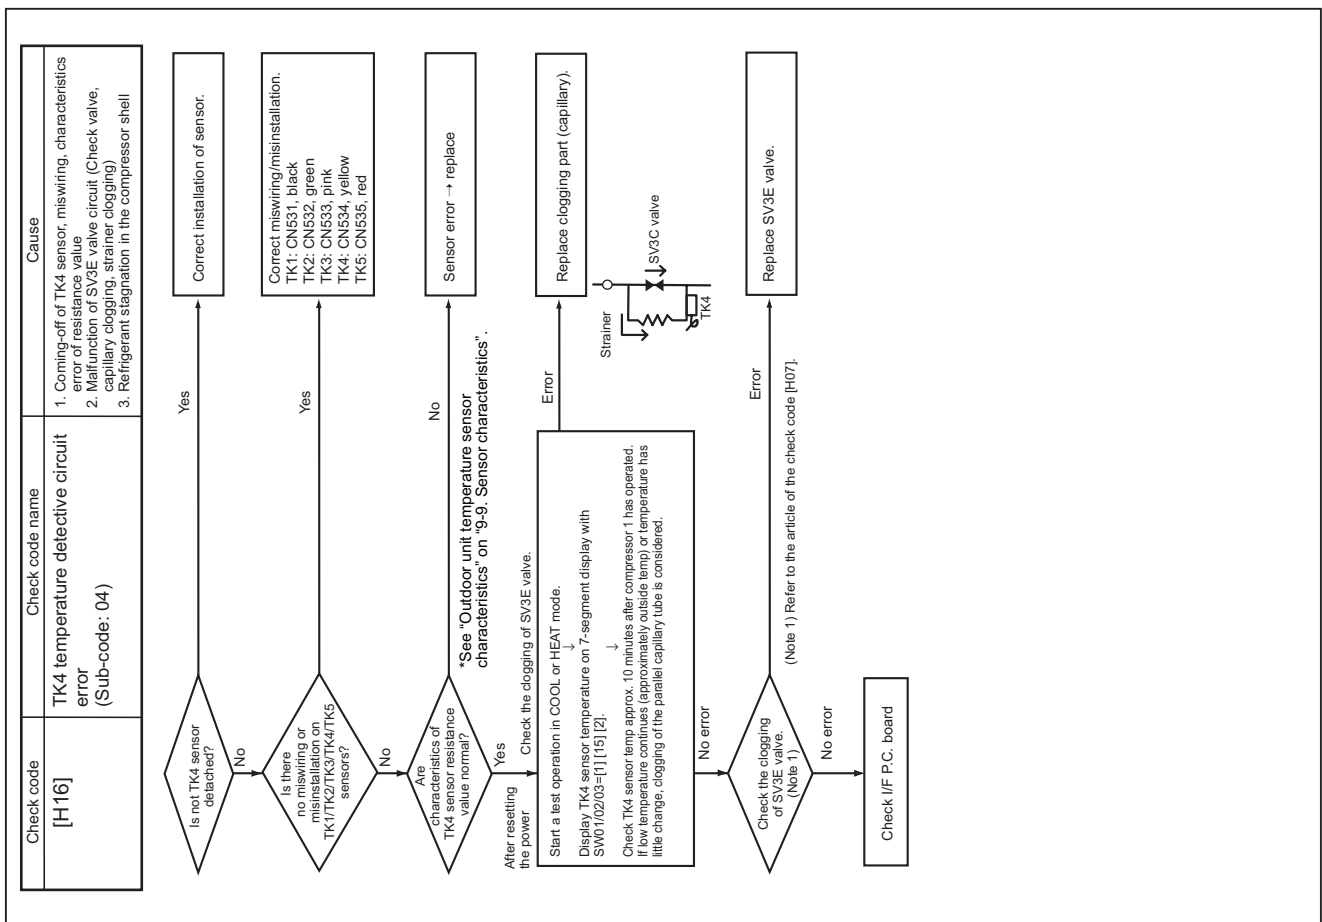 Check code
Check code name
Cause
[H16]
TK4 temperature detective circuit
error
(Sub-code: 04)
1. Coming-off of TK4 sensor, miswiring, characteristics
error of resistance value
2. Malfunction of SV3E valve circuit (Check valve,
capillary clogging, strainer clogging)
3. Refrigerant stagnation in the compressor shell
Is not TK4 sensor
detached?
Yes
Correct installation of sensor.
No
Is there
no miswiring or
misinstallation on
TK1/TK2/TK3/TK4/TK5
sensors?
Yes
Correct miswiring/misinstallation.
TK1: CN531, black
TK2: CN532, green
TK3: CN533, pink
TK4: CN534, yellow
TK5: CN535, red
No
Are
characteristics of
TK4 sensor resistance
value normal?
No
Sensor error → replace
*See “Outdoor unit temperature sensor
characteristics” on “9-9. Sensor characteristics”.
Yes
After resetting
the power
Check the clogging of SV3E valve.
Start a test operation in COOL or HEAT mode.
↓
Display TK4 sensor temperature on 7-segment display with
SW01/02/03=[1] [15] [2].
↓
Check TK4 sensor temp approx. 10 minutes after compressor 1 has operated.
If low temperature continues (approximately outside temp) or temperature has
little change, clogging of the parallel capillary tube is considered.
Error
Replace clogging part (capillary).
Strainer
SV3C valve
TK4
No error
Check the clogging
of SV3E valve.
(Note 1)
Error
Replace SV3E valve.
(Note 1) Refer to the article of the check code [H07].
No error
Check I/F P.C. board